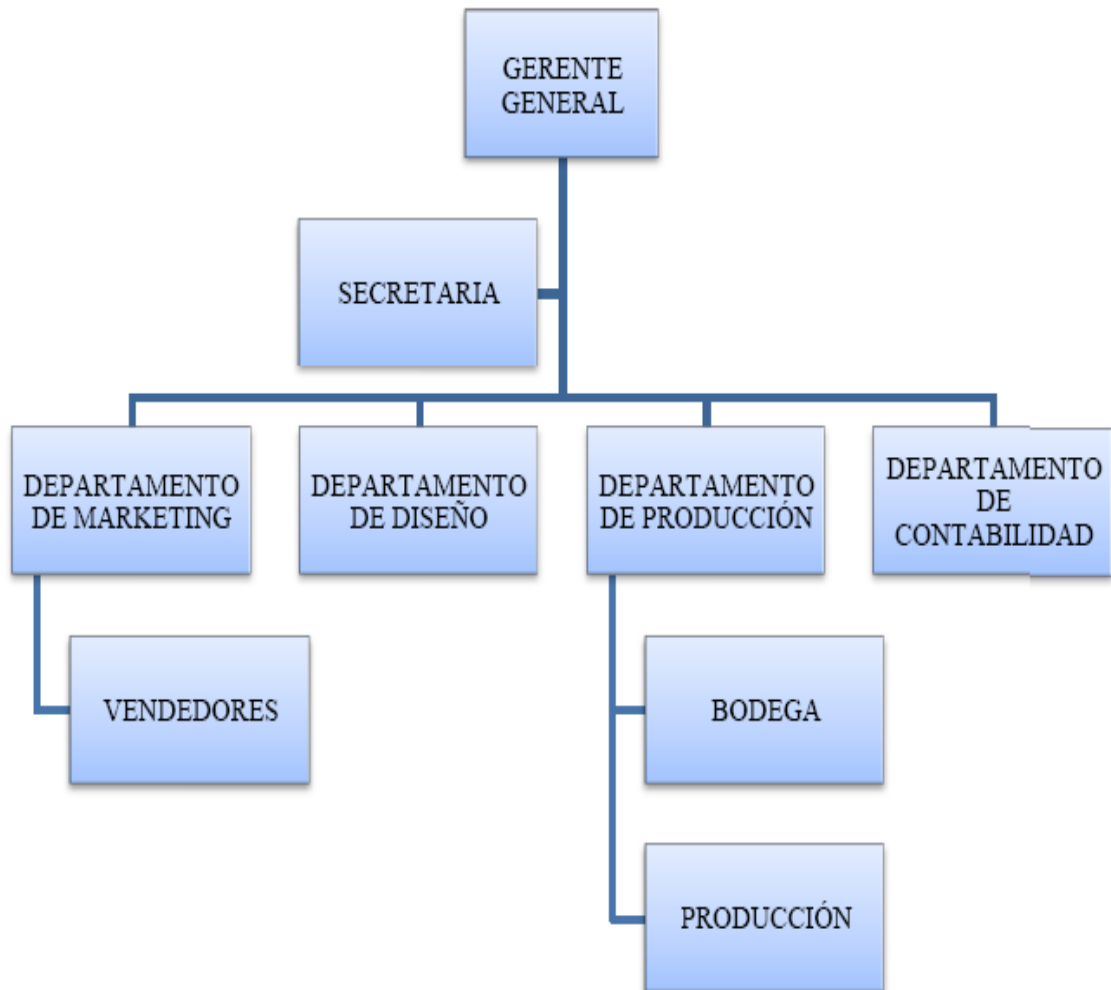 GERENTE
GENERAL
SECRETARIA
DEPARTAMENTO
DE MARKETING
DEPARTAMENTO
DE DISEÑO
DEPARTAMENTO
DE PRODUCCIÓN
DEPARTAMENTO
DE
CONTABILIDAD
VENDEDORES
BODEGA
PRODUCCIÓN